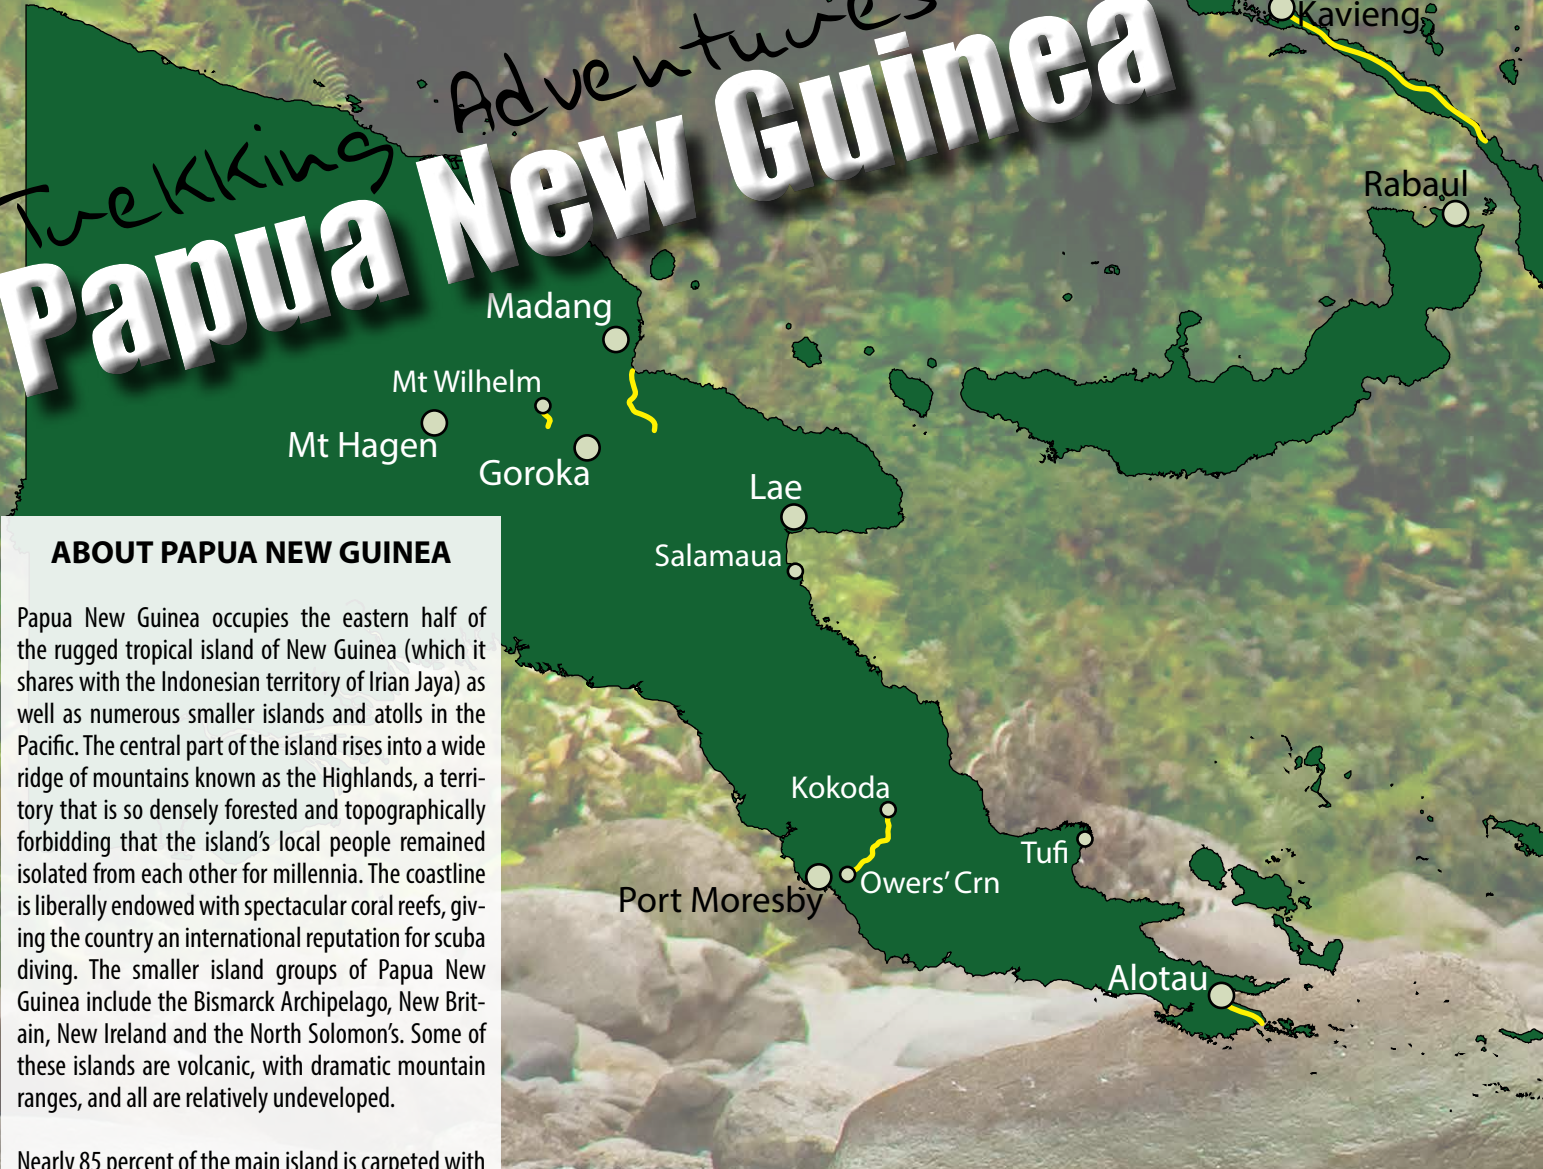 Kavieng
Trekking Adventures
Papua New Guinea
Rabaul
Madang
Mt Wilhelm
Mt Hagen
Goroka
Lae
Salamaua
ABOUT PAPUA NEW GUINEA
Papua New Guinea occupies the eastern half of
the rugged tropical island of New Guinea (which it
shares with the Indonesian territory of Irian Jaya) as
well as numerous smaller islands and atolls in the
Pacific. The central part of the island rises into a wide
ridge of mountains known as the Highlands, a terri-
tory that is so densely forested and topographically
forbidding that the island's local people remained
isolated from each other for millennia. The coastline
is liberally endowed with spectacular coral reefs, giv-
ing the country an international reputation for scuba
diving. The smaller island groups of Papua New
Guinea include the Bismarck Archipelago, New Brit-
ain, New Ireland and the North Solomon's. Some of
these islands are volcanic, with dramatic mountain
ranges, and all are relatively undeveloped.
Nearly 85 percent of the main island is carpeted with
Kokoda
Tufi
Owers' Crn
Port Moresby
Alotau